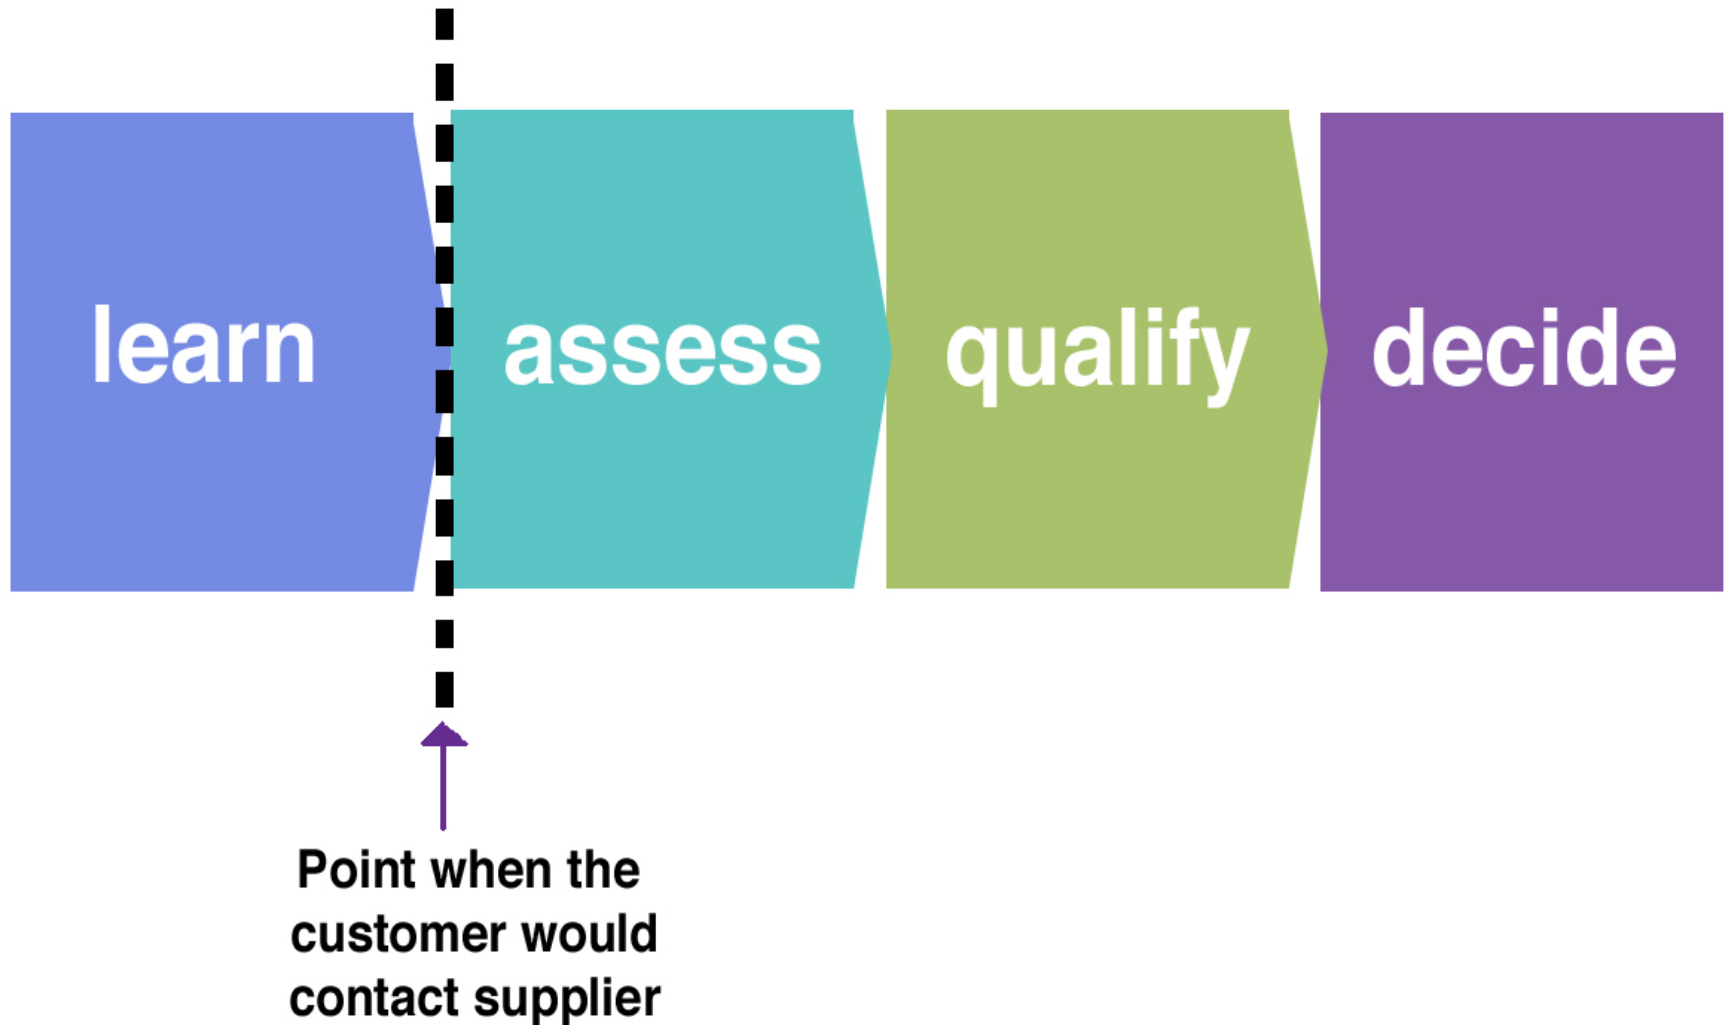 learn
assess
qualify
decide
Point when the
customer would
contact supplier